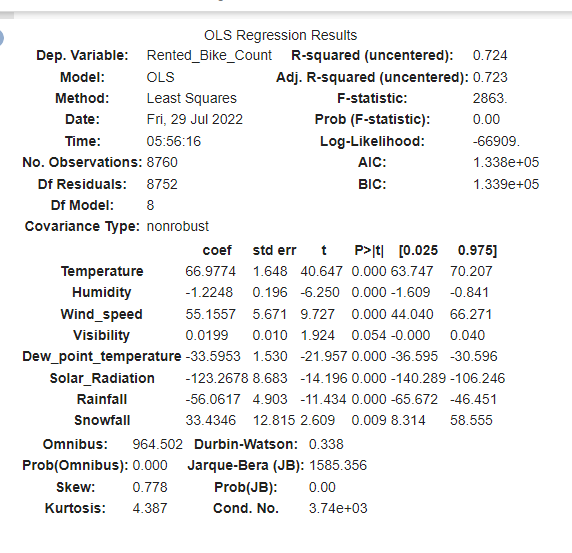 OLS Regression Results
Dep. Variable: Rented_Bike_Count R-squared (uncentered): 0.724
Model: OLS Adj. R-squared (uncentered): 0.723
Method: Least Squares F-statistic: 2863.
Date: Fri, 29 Jul 2022 Prob (F-statistic): 0.00
Time: 05:56:16 Log-Likelihood: -66909.
No. Observations: 8760 AIC: 1.338e+05
Df Residuals: 8752 BIC: 1.339e+05
Df Model: 8
Covariance Type: nonrobust
coef std err t P>|t| [0.025 0.975]
Temperature 66.9774 1.648 40.647 0.000 63.747 70.207
Humidity -1.2248 0.196 -6.250 0.000 -1.609 -0.841
Wind_speed 55.1557 5.671 9.727 0.000 44.040 66.271
Visibility 0.0199 0.010 1.924 0.054 -0.000 0.040
Dew_point_temperature -33.5953 1.530 -21.957 0.000 -36.595 -30.596
Solar_Radiation -123.2678 8.683 -14.196 0.000 -140.289 -106.246
Rainfall -56.0617 4.903 -11.434 0.000 -65.672 -46.451
Snowfall 33.4346 12.815 2.609 0.009 8.314 58.555
Omnibus: 964.502 Durbin-Watson: 0.338
Prob(Omnibus): 0.000 Jarque-Bera (JB): 1585.356
Skew: 0.778 Prob(JB): 0.00
Kurtosis: 4.387 Cond. No. 3.74e+03